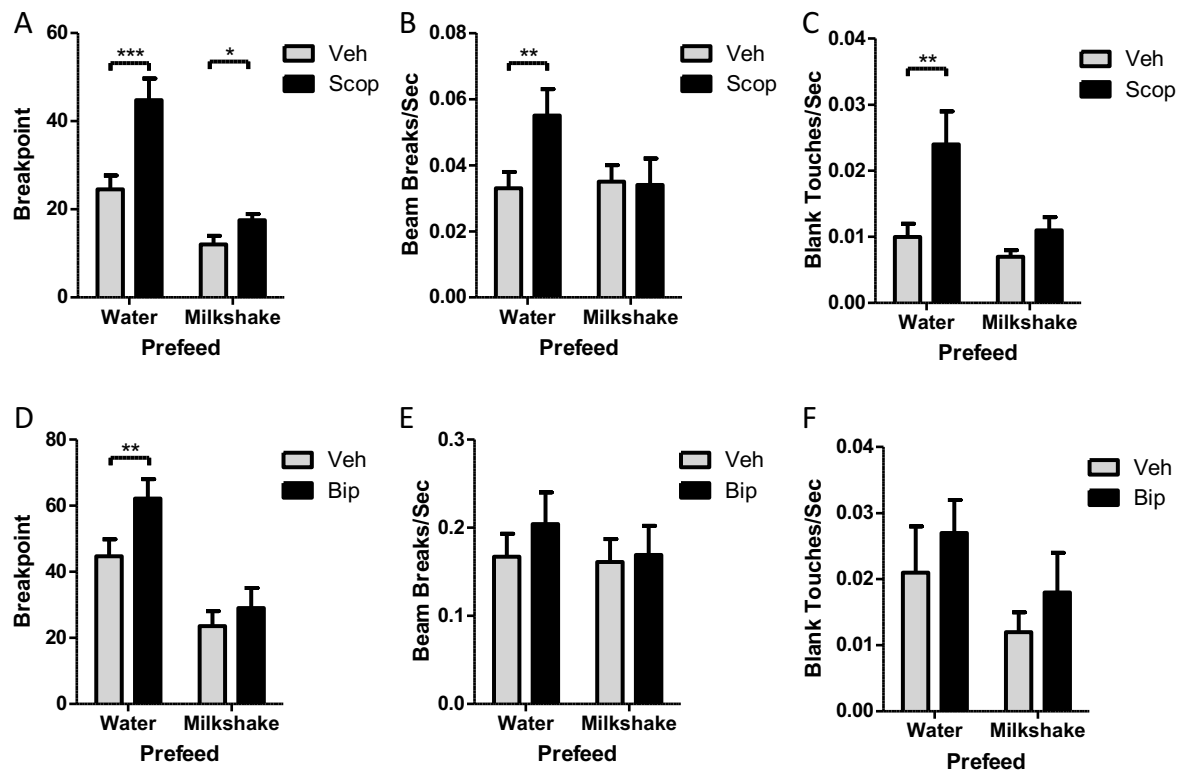 A
Breakpoint
60
40
20
0
***
*
Veh
Scop
Water Milkshake
Prefeed
B
Beam Breaks/Sec
0.08
0.06
0.04
0.02
0.00
**
Veh
Scop
Water Milkshake
Prefeed
C
Blank Touches/Sec
0.04
0.03
0.02
0.01
0.00
**
Veh
Scop
Water Milkshake
Prefeed
D
Breakpoint
80
60
40
20
0
**
Veh
Bip
Water Milkshake
Prefeed
E
Beam Breaks/Sec
0.3
0.2
0.1
0.0
Veh
Bip
Water Milkshake
Prefeed
F
Blank Touches/Sec
0.04
0.03
0.02
0.01
0.00
Veh
Bip
Water Milkshake
Prefeed